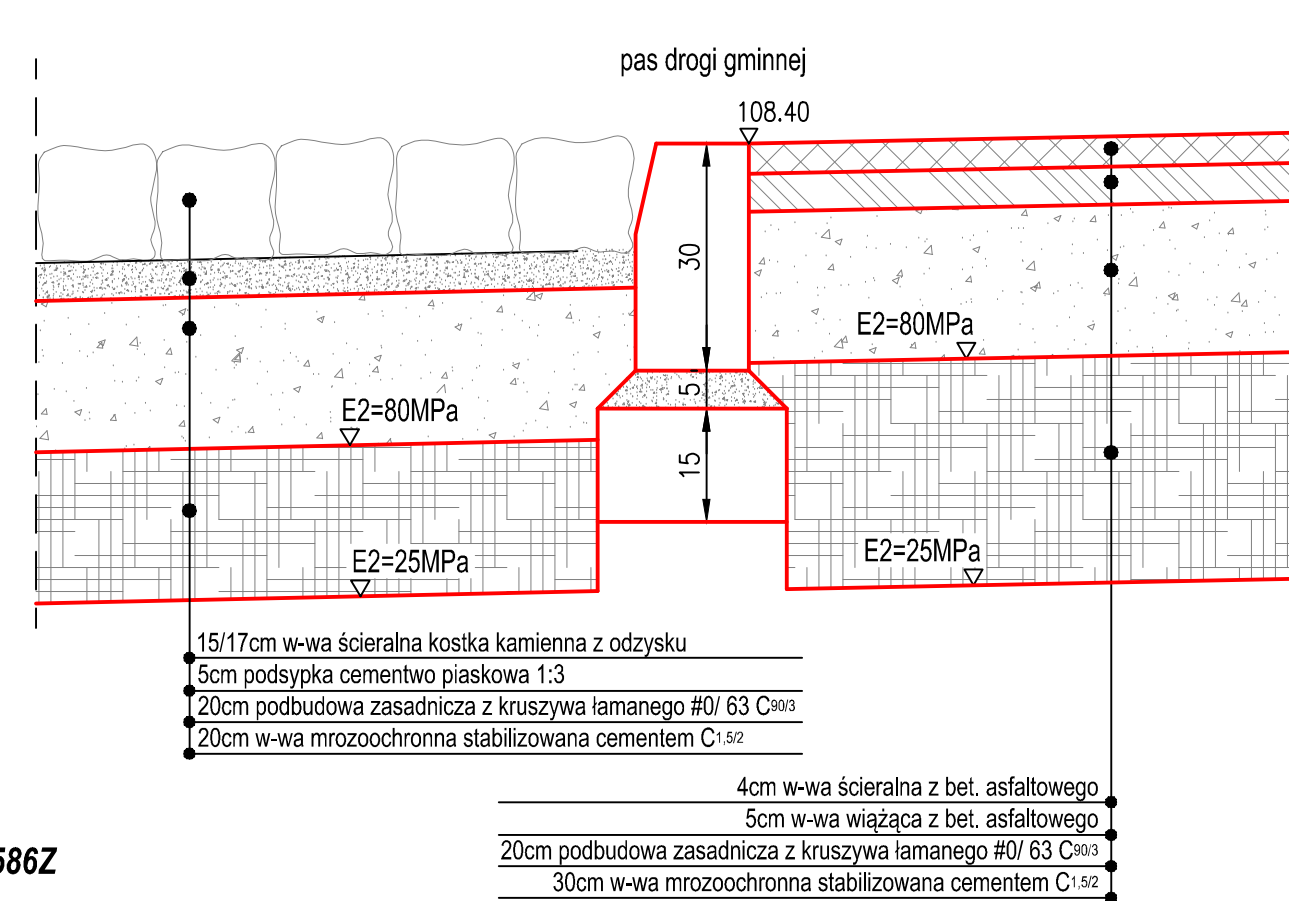 pas drogi gminnej
108.40
30
E2=80MPa
5
E2=80MPa
15
E2=25MPa
E2=25MPa
15/17cm w-wa ścieralna kostka kamienna z odzysku
5cm podsypka cementwo piaskowa 1:3
20cm podbudowa zasadnicza z kruszywa łamanego #0/ 63 C90/3
20cm w-wa mrozoochronna stabilizowana cementem C1,5/2
4cm w-wa ścieralna z bet. asfaltowego
5cm w-wa wiążąca z bet. asfaltowego
20cm podbudowa zasadnicza z kruszywa łamanego #0/ 63 C90/3
30cm w-wa mrozoochronna stabilizowana cementem C1,5/2
586Z